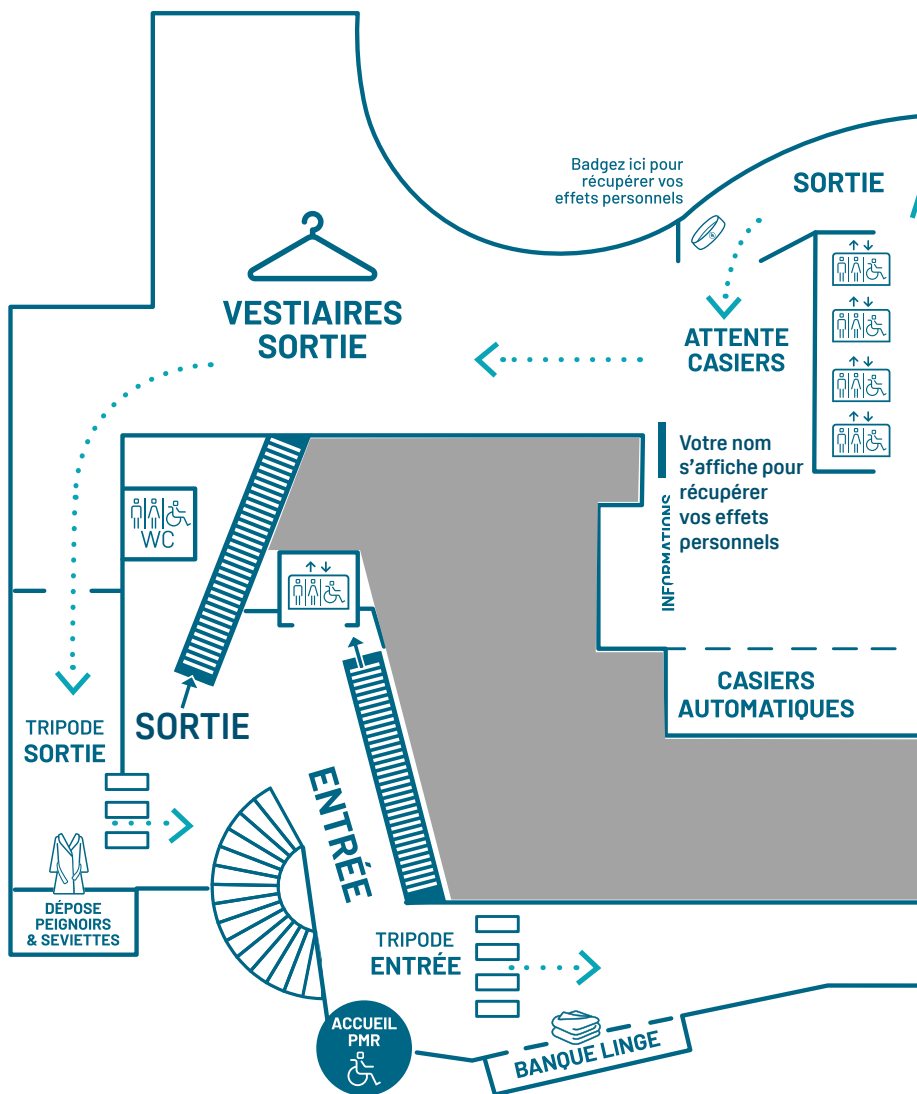 Badgez ici pour
récupérer vos
effets personnels
SORTIE
VESTIAIRES
SORTIE
ATTENTE
CASIERS
Votre nom
s'affiche pour
récupérer
vos effets
personnels
INFORMATIONS
WC
CASIERS
AUTOMATIQUES
SORTIE
TRIPODE
SORTIE
ENTRÉE
DÉPOSE
PEIGNOIRS
& SEVIETTES
TRIPODE
ENTRÉE
ACCUEIL
PMR
BANQUE LINGE